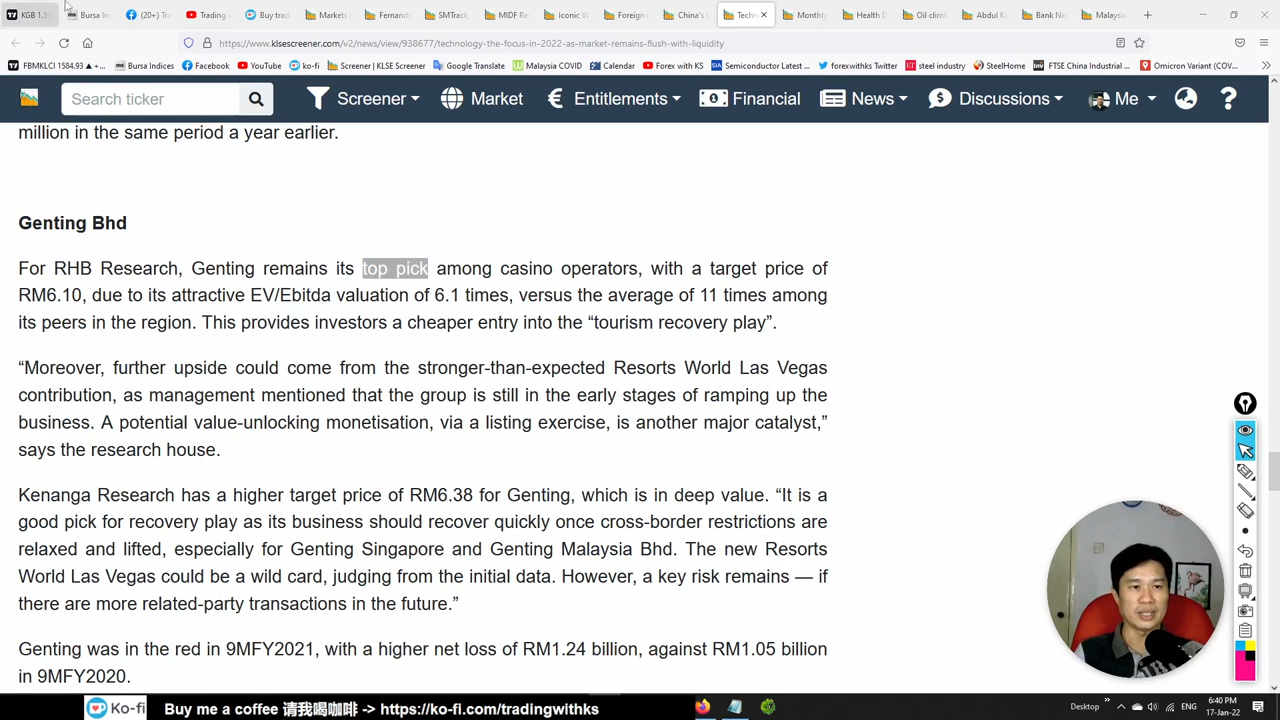 KGB 1.5
Bursa In
(20+) Tr
Trading
Buy trad
Markets
Fernand
SMTrack
MIDF Re
Iconic W
Foreign
China's
Techn
Monthly
Health D
Oil climb
Abdul Ka
Bank Ne
Malaysia
https://www.klsescreener.com/v2/news/view/938677/technology-the-focus-in-2022-as-market-remains-flush-with-liquidity
FBMKLCI 1584.93 ▲ +...
Bursa Indices
Facebook
YouTube
ko-fi
Screener | KLSE Scre...
Google Translate
Malaysia COVID
Calendar
Forex with KS
Semiconductor Latest ...
forexwithks Twitter
steel industry
SteelHome
FTSE China Industrial ...
Omicron Variant (COV...
Search ticker
Screener
Market
Entitlements
Financial
News
Discussions
Me
million in the same period a year earlier.
Genting Bhd
For RHB Research, Genting remains its top pick among casino operators, with a target price of
RM6.10, due to its attractive EV/Ebitda valuation of 6.1 times, versus the average of 11 times among
its peers in the region. This provides investors a cheaper entry into the “tourism recovery play”.
“Moreover, further upside could come from the stronger-than-expected Resorts World Las Vegas
contribution, as management mentioned that the group is still in the early stages of ramping up the
business. A potential value-unlocking monetisation, via a listing exercise, is another major catalyst,”
says the research house.
Kenanga Research has a higher target price of RM6.38 for Genting, which is in deep value. “It is a
good pick for recovery play as its business should recover quickly once cross-border restrictions are
relaxed and lifted, especially for Genting Singapore and Genting Malaysia Bhd. The new Resorts
World Las Vegas could be a wild card, judging from the initial data. However, a key risk remains — if
there are more related-party transactions in the future.”
Genting was in the red in 9MFY2021, with a higher net loss of RM1.24 billion, against RM1.05 billion
in 9MFY2020.
Ko-fi
Buy me a coffee 请我喝咖啡 -> https://ko-fi.com/tradingwithks
Desktop
ENG
6:40 PM
17-Jan-22